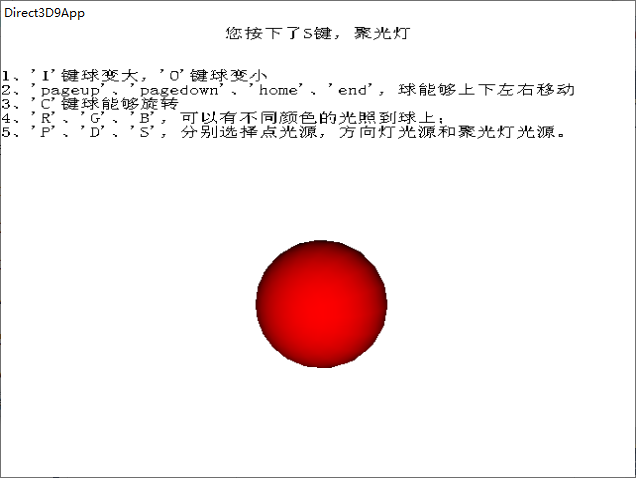 Direct3D9App
您按下了S键，聚光灯
1、'I'键球变大，'O'键球变小
2、'pageup'、'pagedown'、'home'、'end'，球能够上下左右移动
3、'C'键球能够旋转
4、'R'、'G'、'B'，可以有不同颜色的光照到球上；
5、'P'、'D'、'S'，分别选择点光源，方向灯光源和聚光灯光源。